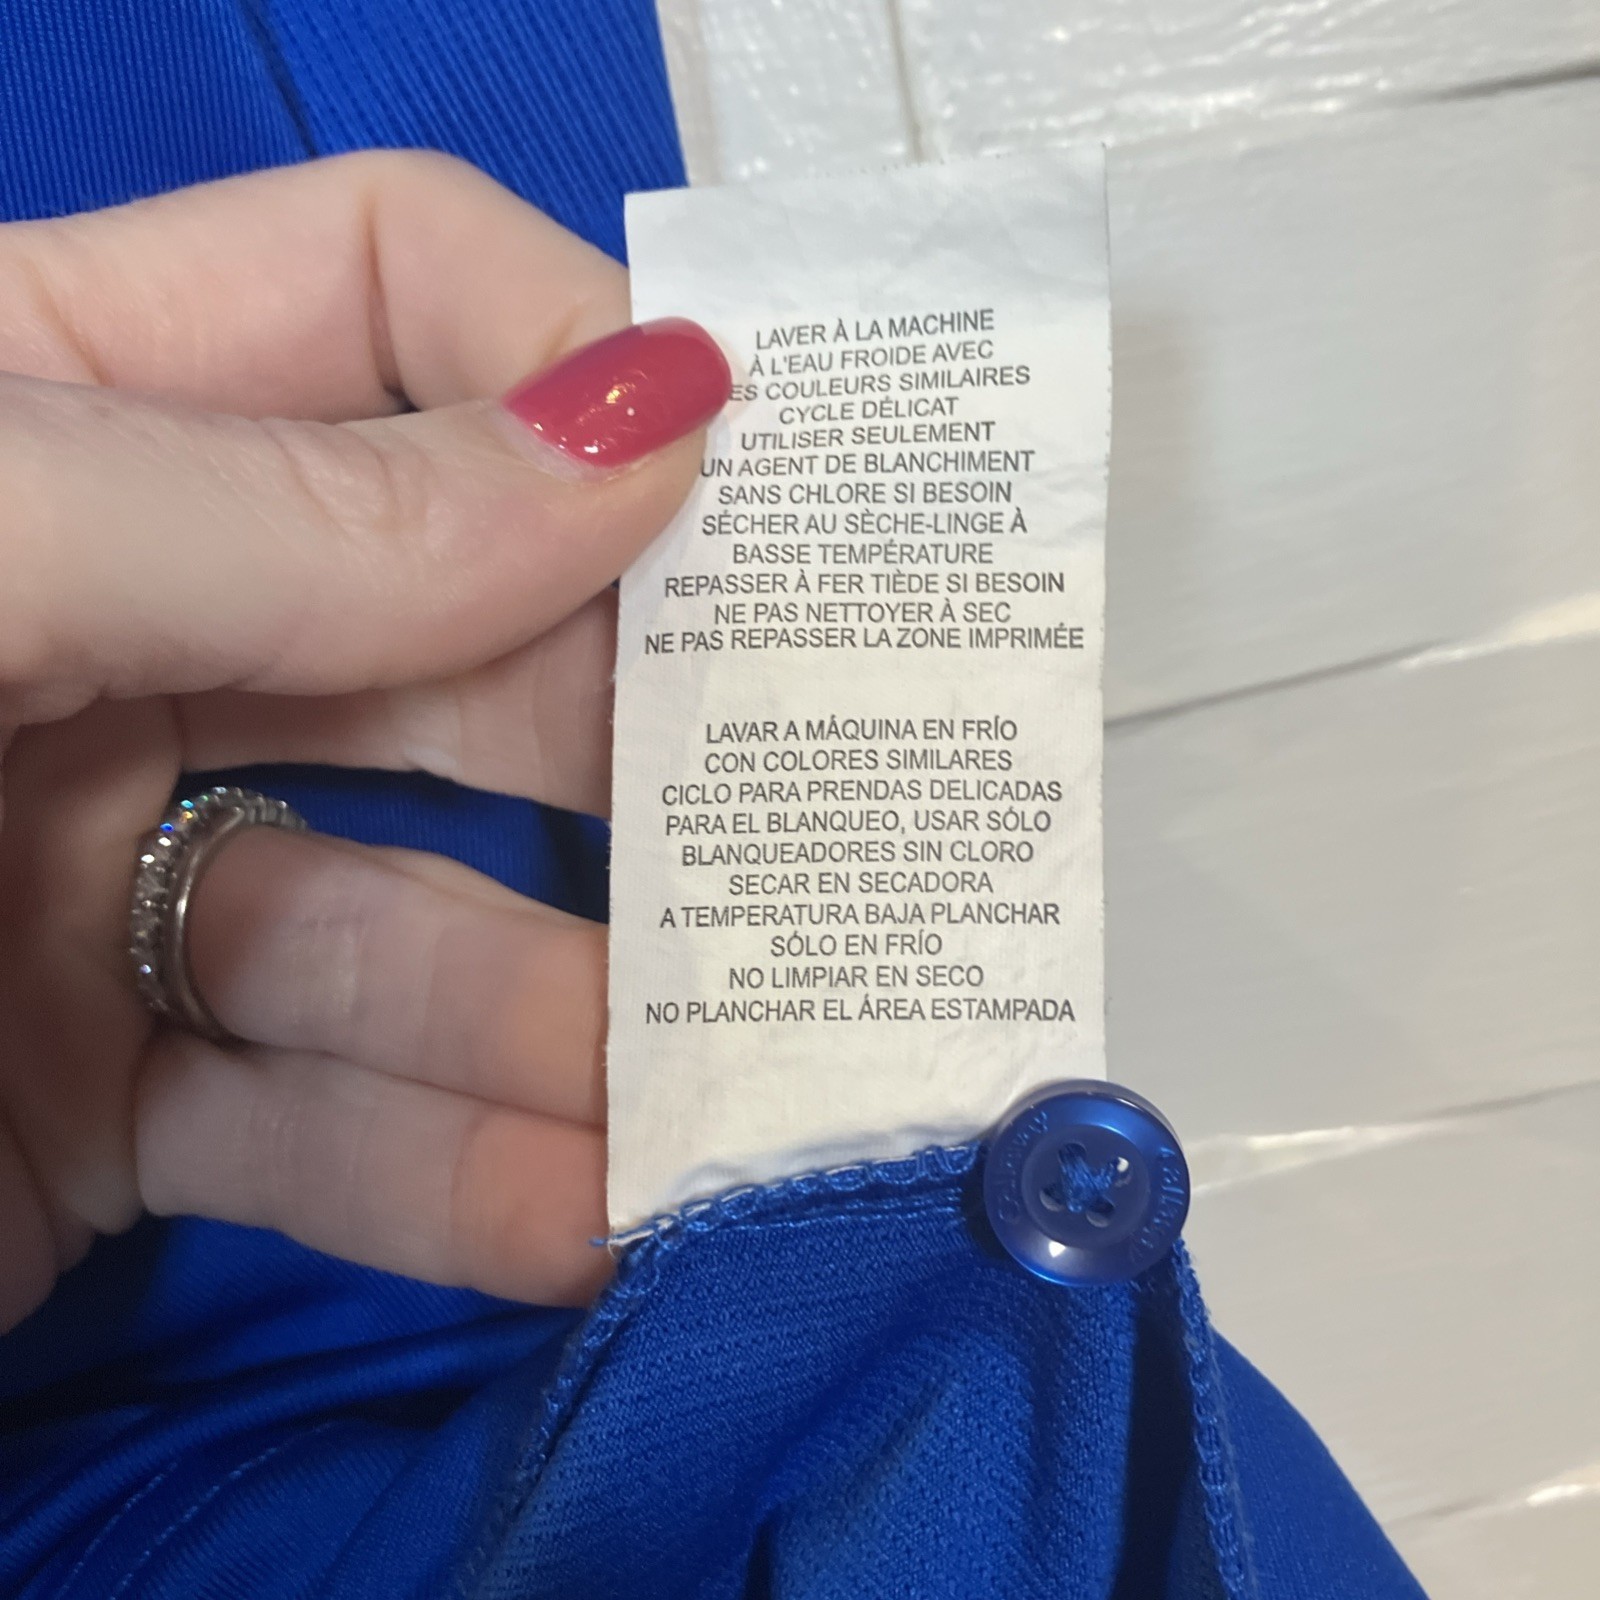 LAVER À LA MACHINE
À L'EAU FROIDE AVEC
ES COULEURS SIMILAIRES
CYCLE DÉLICAT
UTILISER SEULEMENT
UN AGENT DE BLANCHIMENT
SANS CHLORE SI BESOIN
SÉCHER AU SÈCHE-LINGE À
BASSE TEMPÉRATURE
REPASSER À FER TIÈDE SI BESOIN
NE PAS NETTOYER À SEC
NE PAS REPASSER LA ZONE IMPRIMÉE
LAVAR A MÁQUINA EN FRÍO
CON COLORES SIMILARES
CICLO PARA PRENDAS DELICADAS
PARA EL BLANQUEO, USAR SÓLO
BLANQUEADORES SIN CLORO
SECAR EN SECADORA
A TEMPERATURA BAJA PLANCHAR
SÓLO EN FRÍO
NO LIMPIAR EN SECO
NO PLANCHAR EL ÁREA ESTAMPADA
Callaway
Callaway